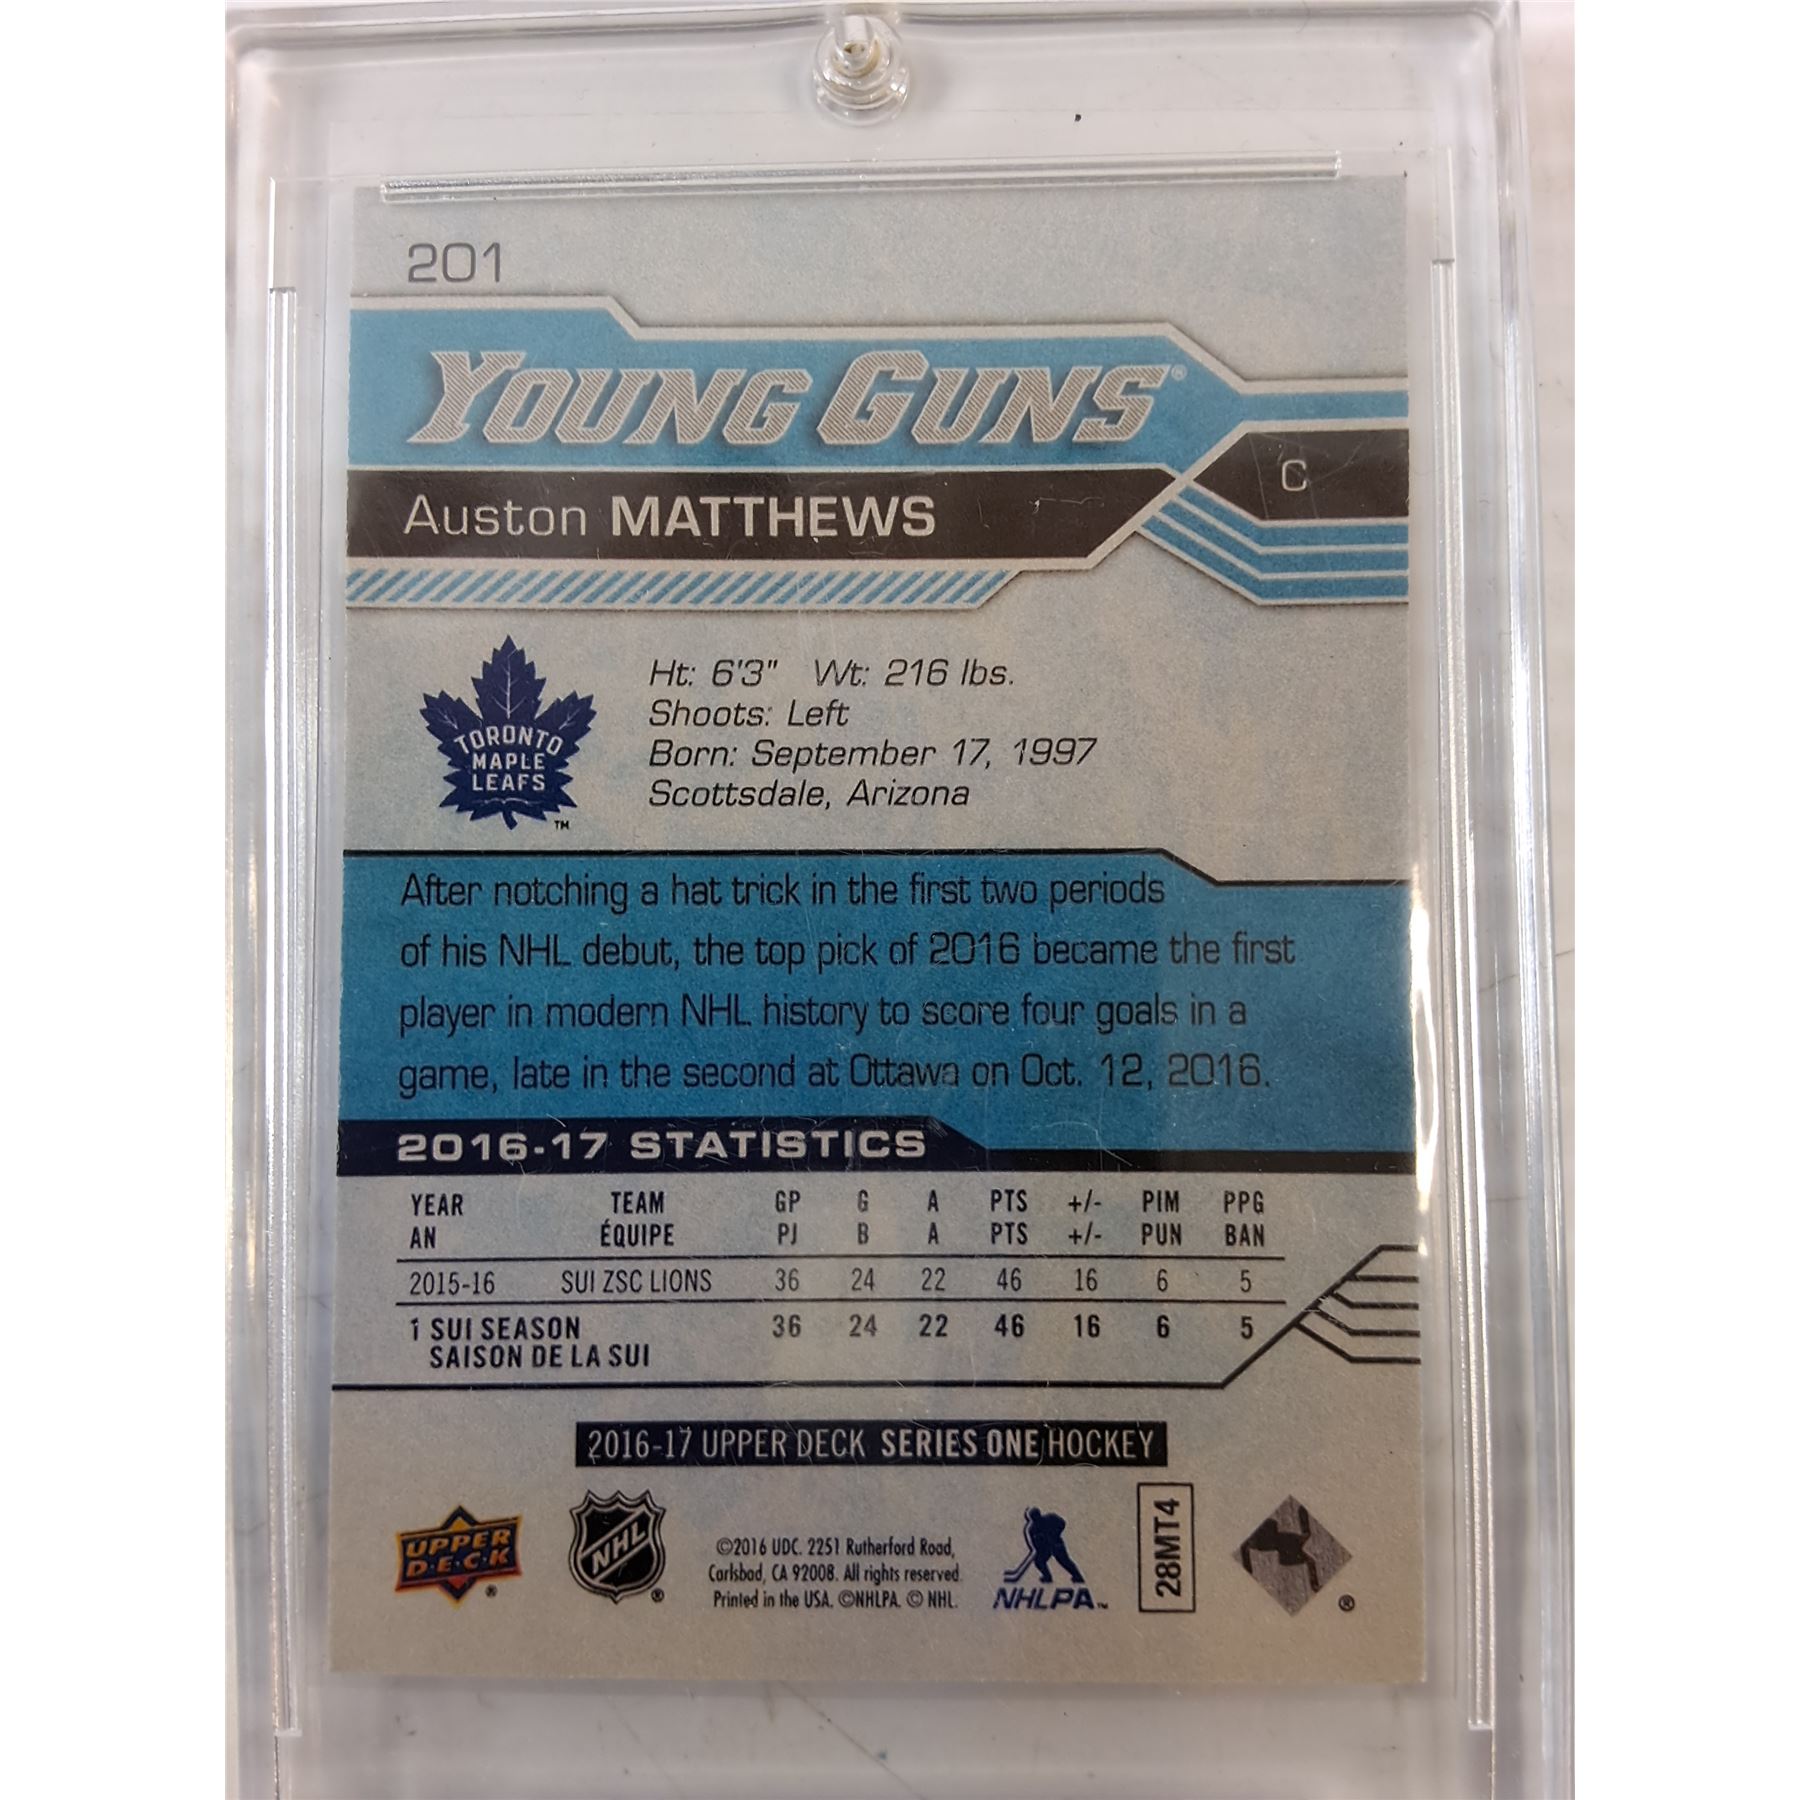 201
YOUNG GUNS®
C
Auston MATTHEWS
TORONTO
MAPLE
LEAFS
TM
Ht: 6'3" Wt: 216 lbs.
Shoots: Left
Born: September 17, 1997
Scottsdale, Arizona
After notching a hat trick in the first two periods
of his NHL debut, the top pick of 2016 became the first
player in modern NHL history to score four goals in a
game, late in the second at Ottawa on Oct. 12, 2016.
2016-17 STATISTICS
YEAR TEAM GP G A PTS +/- PIM PPG
AN ÉQUIPE PJ B A PTS +/- PUN BAN
2015-16 SUI ZSC LIONS 36 24 22 46 16 6 5
1 SUI SEASON 36 24 22 46 16 6 5
SAISON DE LA SUI
2016-17 UPPER DECK SERIES ONE HOCKEY
UPPER
D·E·C·K
®
NHL
®
©2016 UDC. 2251 Rutherford Road,
Carlsbad, CA 92008. All rights reserved.
Printed in the USA. ©NHLPA. © NHL.
NHLPA™
28MT4
®